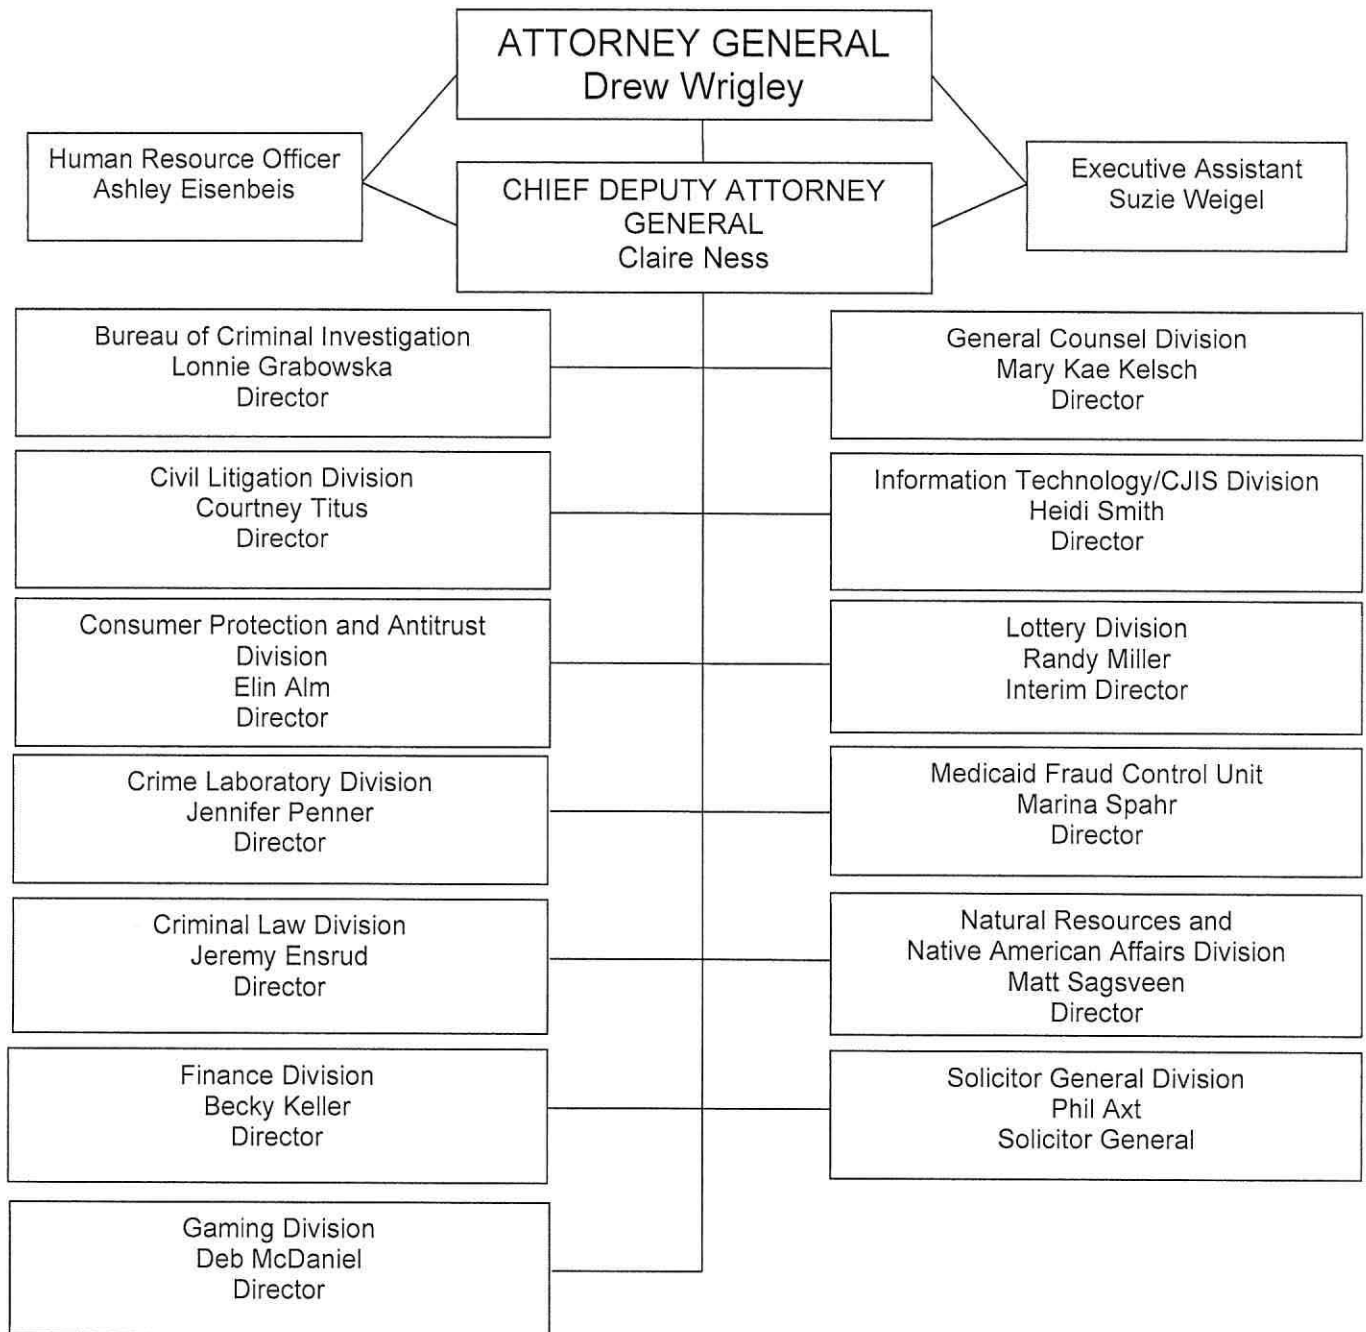 ATTORNEY GENERAL
Drew Wrigley
Human Resource Officer
Ashley Eisenbeis
CHIEF DEPUTY ATTORNEY
GENERAL
Claire Ness
Executive Assistant
Suzie Weigel
Bureau of Criminal Investigation
Lonnie Grabowska
Director
General Counsel Division
Mary Kae Kelsch
Director
Civil Litigation Division
Courtney Titus
Director
Information Technology/CJIS Division
Heidi Smith
Director
Consumer Protection and Antitrust
Division
Elin Alm
Director
Lottery Division
Randy Miller
Interim Director
Crime Laboratory Division
Jennifer Penner
Director
Medicaid Fraud Control Unit
Marina Spahr
Director
Criminal Law Division
Jeremy Ensrud
Director
Natural Resources and
Native American Affairs Division
Matt Sagsveen
Director
Finance Division
Becky Keller
Director
Solicitor General Division
Phil Axt
Solicitor General
Gaming Division
Deb McDaniel
Director